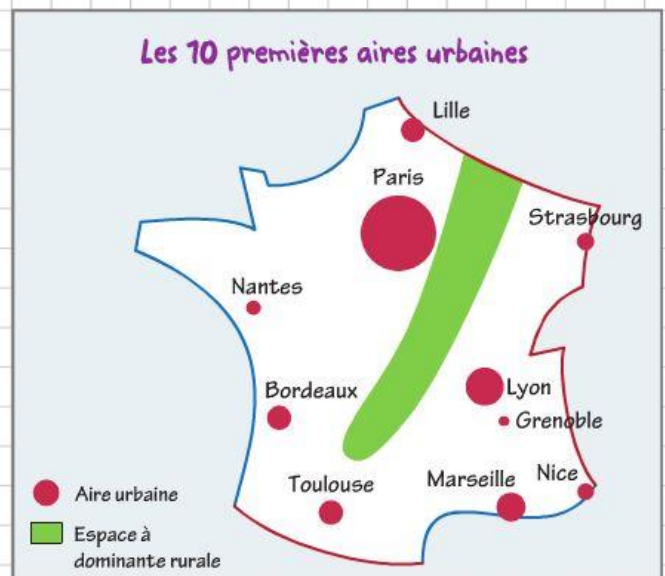 Les 10 premières aires urbaines
Lille
Paris
Strasbourg
Nantes
Bordeaux
Lyon
Grenoble
Toulouse
Marseille
Nice
Aire urbaine
Espace à
dominante rurale